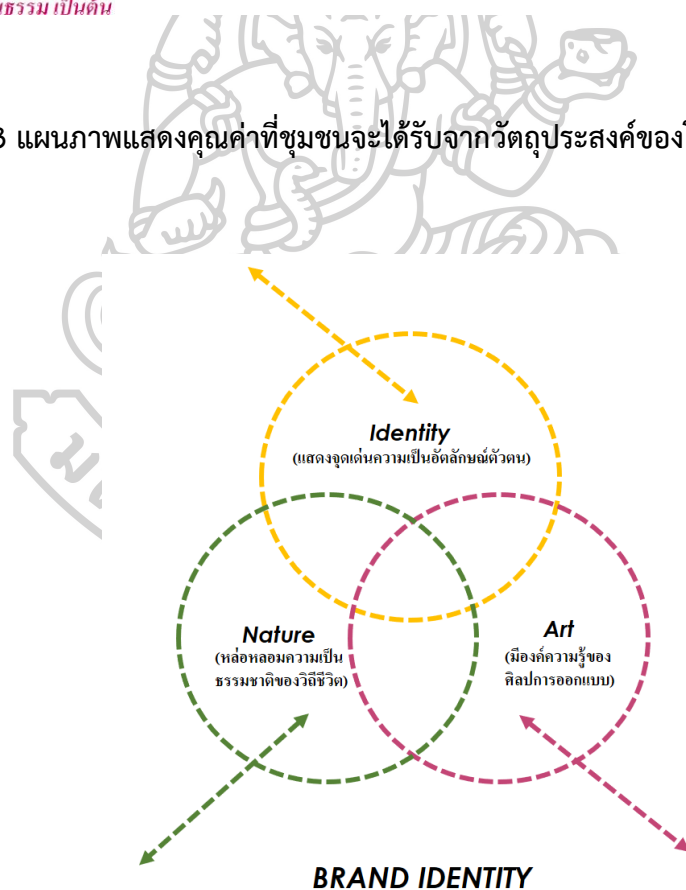 เป็นต้น
แผนภาพแสดงคุณค่าที่ชุมชนจะได้รับจากวัตถุประสงค์ของ
Identity
(แสดงจุดเด่นความเป็นอัตลักษณ์ตัวตน)
Nature
(หล่อหลอมความเป็น
ธรรมชาติของวิถีชีวิต)
Art
(มีองค์ความรู้ของ
ศิลปการออกแบบ)
BRAND IDENTITY